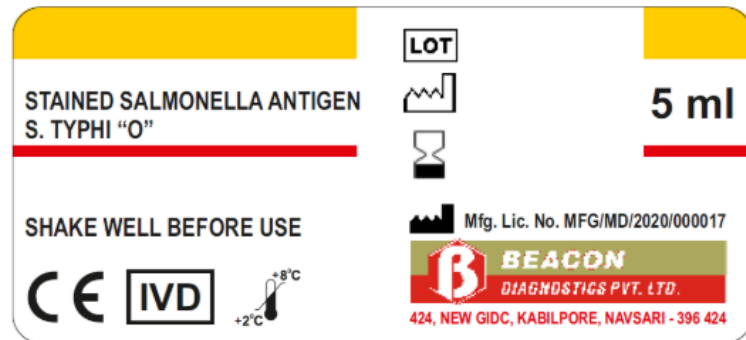 LOT
STAINED SALMONELLA ANTIGEN
S. TYPHI “O”
5 ml
SHAKE WELL BEFORE USE
Mfg. Lic. No. MFG/MD/2020/000017
CE IVD +8°C
+2°C
B BEACON
DIAGNOSTICS PVT. LTD.
424, NEW GIDC, KABILPORE, NAVSARI - 396 424